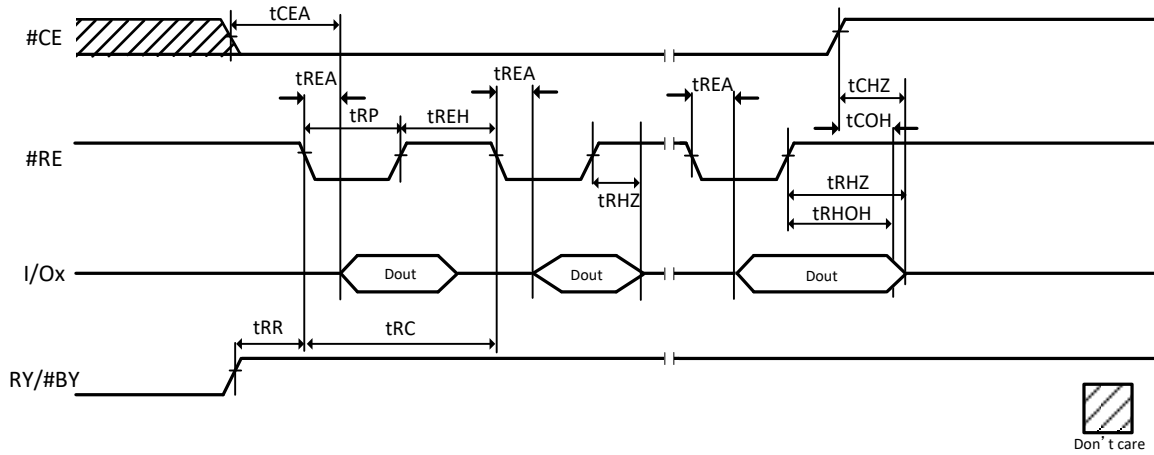 tCEA
#CE
tREA
tREA
tREA
tCHZ
tRP
tREH
tCOH
#RE
tRHZ
tRHZ
tRHOH
I/Ox
Dout
Dout
Dout
tRR
tRC
RY/#BY
Don’t care